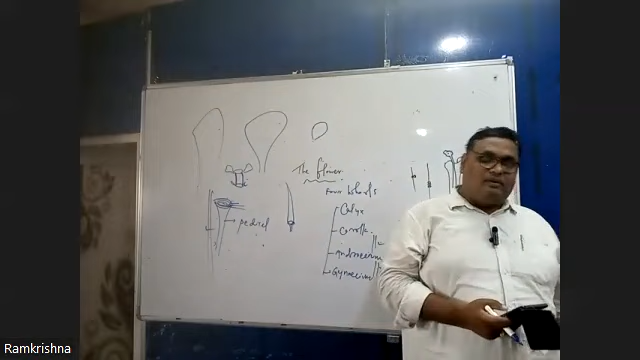 The flower
Four Whorls
Calyx
Corolla
Androecium
Gynoecium
pedicel
Ramkrishna